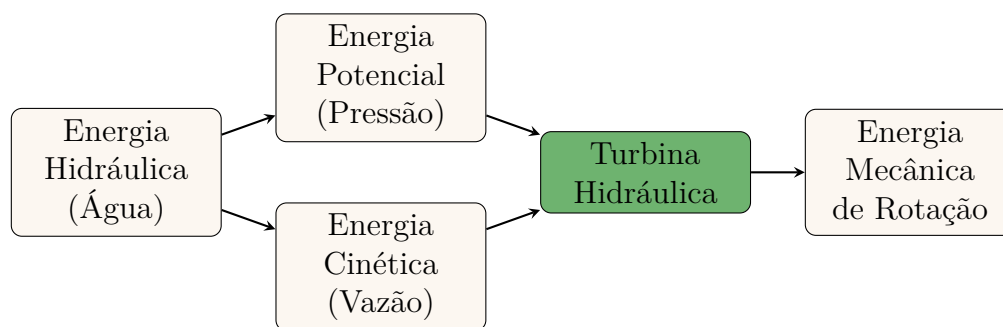 Energia
Hidráulica
(Água)
Energia
Potencial
(Pressão)
Energia
Cinética
(Vazão)
Turbina
Hidráulica
Energia
Mecânica
de Rotação